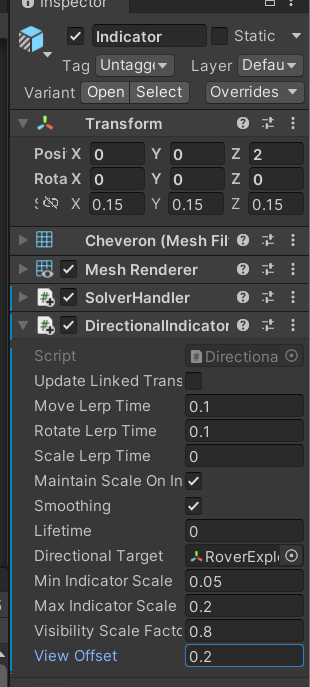 Inspector
Indicator Static
Tag Untagge Layer Defau
Variant Open Select Overrides
Transform
Posi X 0 Y 0 Z 2
Rota X 0 Y 0 Z 0
X 0.15 Y 0.15 Z 0.15
Cheveron (Mesh Fil
Mesh Renderer
SolverHandler
DirectionalIndicator
Script # Directiona
Update Linked Trans
Move Lerp Time 0.1
Rotate Lerp Time 0.1
Scale Lerp Time 0
Maintain Scale On In
Smoothing
Lifetime 0
Directional Target RoverExplo
Min Indicator Scale 0.05
Max Indicator Scale 0.2
Visibility Scale Facto 0.8
View Offset 0.2